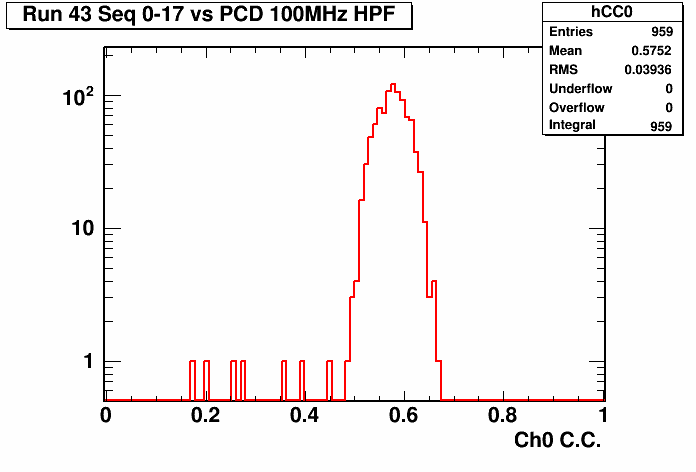 Run 43 Seq 0-17 vs PCD 100MHz HPF
hCC0
Entries 959
Mean 0.5752
RMS 0.03936
Underflow 0
Overflow 0
Integral 959
10²
10
1
0 0.2 0.4 0.6 0.8 1
Ch0 C.C.